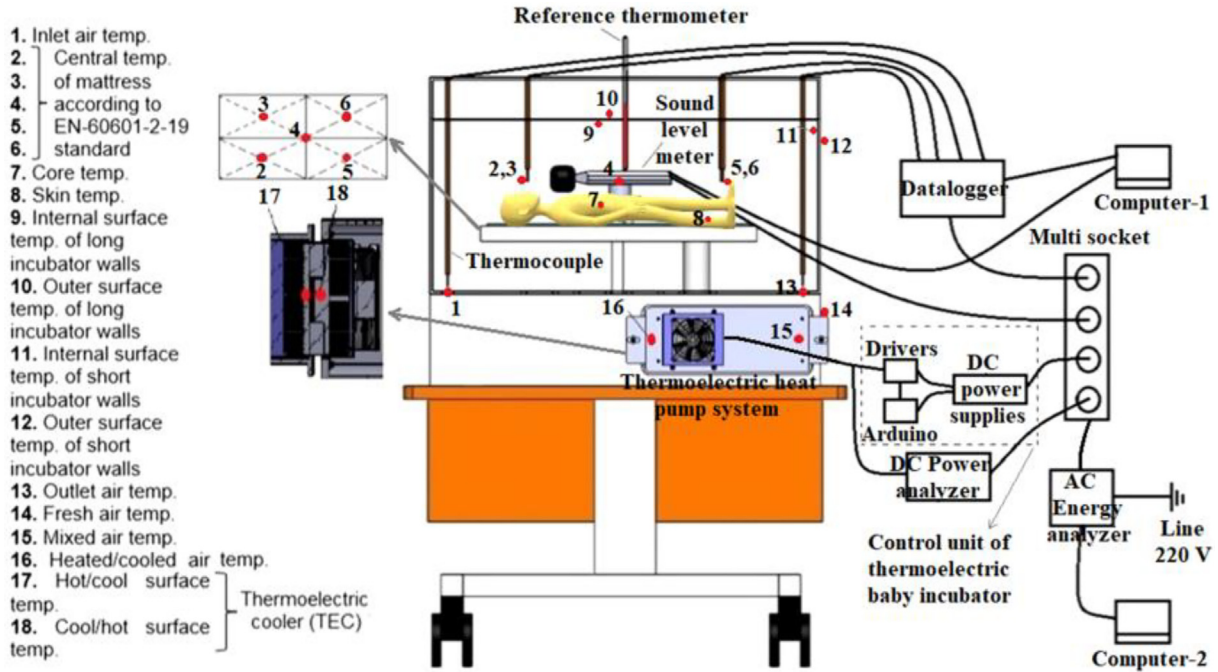 1. Inlet air temp.
2. Central temp.
3. of mattress
4. according to
5. EN-60601-2-19
6. standard
7. Core temp.
8. Skin temp.
9. Internal surface
temp. of long
incubator walls
10. Outer surface
temp. of long
incubator walls
11. Internal surface
temp. of short
incubator walls
12. Outer surface
temp. of short
incubator walls
13. Outlet air temp.
14. Fresh air temp.
15. Mixed air temp.
16. Heated/cooled air temp.
17. Hot/cool surface
temp.
18. Cool/hot surface
temp.
Thermoelectric
cooler (TEC)
3
6
4
2
5
17
18
Reference thermometer
10
9
Sound
level
meter
11
12
2,3
4
5,6
7
8
Thermocouple
1
13
14
16
15
Thermoelectric heat
pump system
Datalogger
Computer-1
Multi socket
Drivers
DC
power
supplies
Arduino
DC Power
analyzer
AC
Energy
analyzer
Line
220 V
Control unit of
thermoelectric
baby incubator
Computer-2